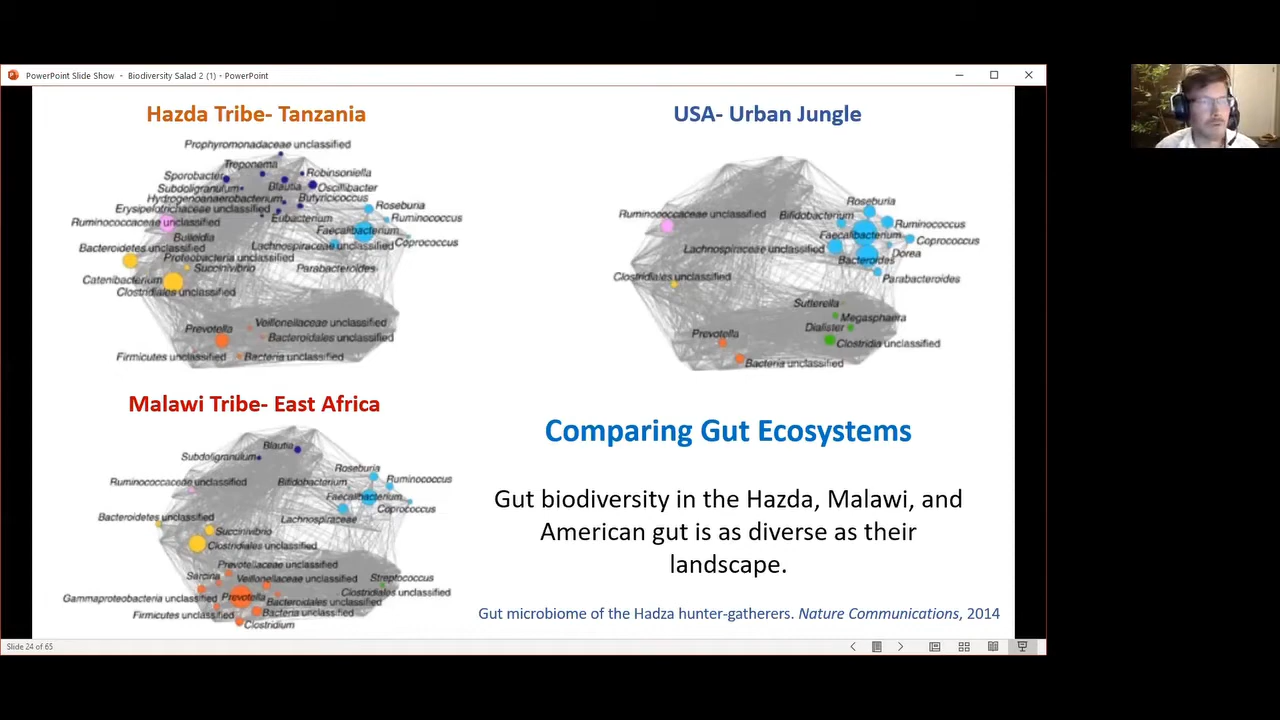 PowerPoint Slide Show - Biodiversity Salad 2 (1) - PowerPoint
Hazda Tribe- Tanzania
Prophyromonadaceae unclassified
Treponema
Sporobacter
Robinsoniella
Subdoligranulum
Blautia
Oscillibacter
Hydrogenoanaerobacterium
Butyricicoccus
Erysipelotrichaceae unclassified
Roseburia
Eubacterium
Ruminococcus
Ruminococcaceae unclassified
Faecalibacterium
Bulleidia
Coprococcus
Bacteroidetes unclassified
Lachnospiraceae unclassified
Proteobacteria unclassified
Succinivibrio
Parabacteroides
Catenibacterium
Clostridiales unclassified
Prevotella
Veillonellaceae unclassified
Bacteroidales unclassified
Firmicutes unclassified
Bacteria unclassified
USA- Urban Jungle
Roseburia
Ruminococcaceae unclassified
Bifidobacterium
Ruminococcus
Faecalibacterium
Coprococcus
Lachnospiraceae unclassified
Dorea
Bacteroides
Clostridiales unclassified
Parabacteroides
Sutterella
Megasphaera
Dialister
Prevotella
Clostridia unclassified
Bacteria unclassified
Malawi Tribe- East Africa
Blautia
Subdoligranulum
Roseburia
Ruminococcaceae unclassified
Bifidobacterium
Ruminococcus
Faecalibacterium
Coprococcus
Bacteroidetes unclassified
Lachnospiraceae
Succinivibrio
Clostridiales unclassified
Prevotellaceae unclassified
Sarcina
Veillonellaceae unclassified
Streptococcus
Clostridiales unclassified
Gammaproteobacteria unclassified
Prevotella
Bacteroidales unclassified
Firmicutes unclassified
Bacteria unclassified
Clostridium
Comparing Gut Ecosystems
Gut biodiversity in the Hazda, Malawi, and
American gut is as diverse as their
landscape.
Gut microbiome of the Hadza hunter-gatherers. Nature Communications, 2014
Slide 24 of 65